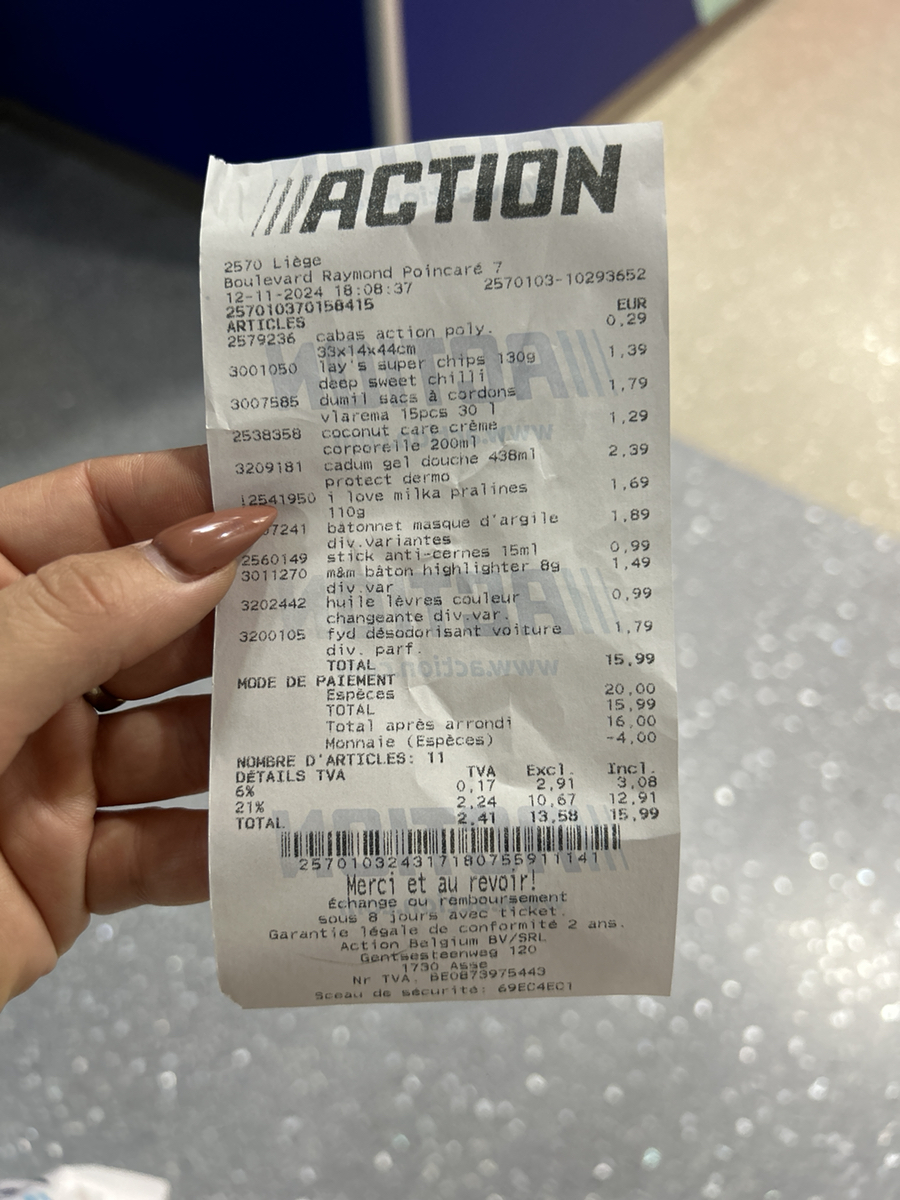 ///ACTION
2570 Liège
Boulevard Raymond Poincaré 7
12-11-2024 18:08:37 2570103-10293652
257010370158415
ARTICLES EUR
2579236 cabas action poly. 0,29
33x14x44cm
3001050 lay's super chips 130g 1,39
deep sweet chilli
3007585 dumil sacs à cordons 1,79
vlarema 15pcs 30 l
2538358 coconut care crème 1,29
corporelle 200ml
3209181 cadum gel douche 438ml 2,39
protect dermo
12541950 i love milka pralines 1,69
110g
bâtonnet masque d'argile 1,89
div.variantes
2560149 stick anti-cernes 15ml 0,99
3011270 m&m bâton highlighter 8g 1,49
div.var
3202442 huile lèvres couleur 0,99
changeante div.var.
3200105 fyd désodorisant voiture 1,79
div. parf.
TOTAL 15,99
MODE DE PAIEMENT
Espèces 20,00
TOTAL 15,99
Total après arrondi 16,00
Monnaie (Espèces) -4,00
NOMBRE D'ARTICLES: 11
DÉTAILS TVA TVA Excl. Incl.
6% 0,17 2,91 3,08
21% 2,24 10,67 12,91
TOTAL 2,41 13,58 15,99
257010324317180755911141
Merci et au revoir!
Échange ou remboursement
sous 8 jours avec ticket.
Garantie légale de conformité 2 ans.
Action Belgium BV/SRL
Gentsesteenweg 120
1730 Asse
Nr TVA. BE0873975443
Sceau de sécurité: 69EC4EC1